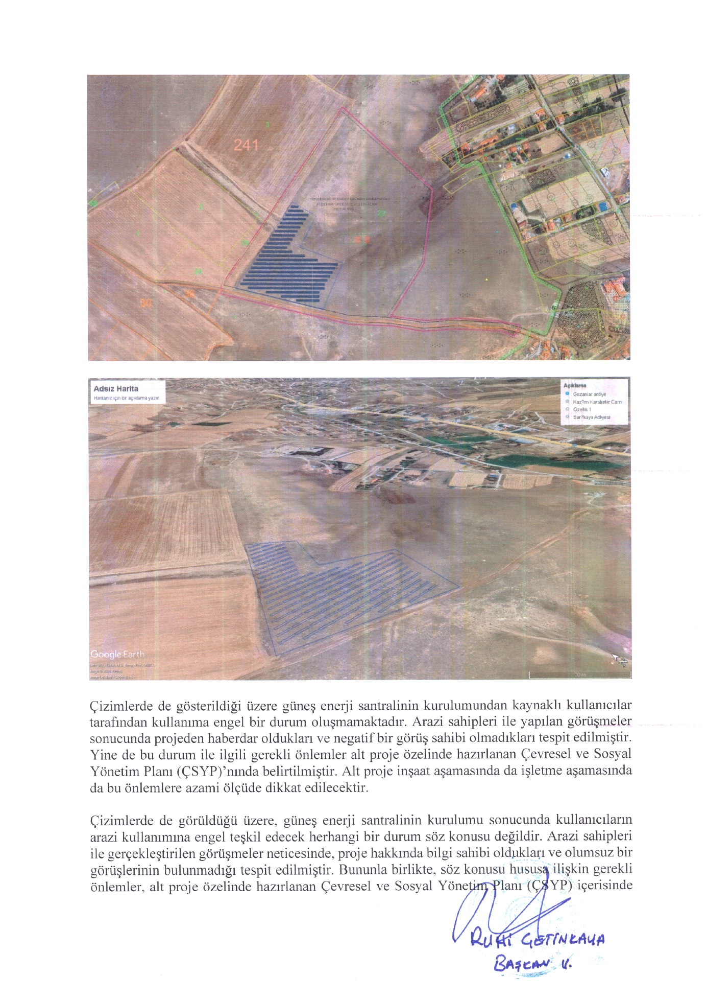 3
241
80
Adsız Harita
Haritanız için bir açıklama yazın.
Açıklama
Gozanlar ardiye
Kaz?m Karabekir Cami
Özellik 1
Sar?kaya Adliyesi
Google Earth
70 m
Çizimlerde de gösterildiği üzere güneş enerji santralinin kurulumundan kaynaklı kullanıcılar
tarafından kullanıma engel bir durum oluşmamaktadır. Arazi sahipleri ile yapılan görüşmeler
sonucunda projeden haberdar oldukları ve negatif bir görüş sahibi olmadıkları tespit edilmiştir.
Yine de bu durum ile ilgili gerekli önlemler alt proje özelinde hazırlanan Çevresel ve Sosyal
Yönetim Planı (ÇSYP)’nında belirtilmiştir. Alt proje inşaat aşamasında da işletme aşamasında
da bu önlemlere azami ölçüde dikkat edilecektir.
Çizimlerde de görüldüğü üzere, güneş enerji santralinin kurulumu sonucunda kullanıcıların
arazi kullanımına engel teşkil edecek herhangi bir durum söz konusu değildir. Arazi sahipleri
ile gerçekleştirilen görüşmeler neticesinde, proje hakkında bilgi sahibi oldukları ve olumsuz bir
görüşlerinin bulunmadığı tespit edilmiştir. Bununla birlikte, söz konusu hususa ilişkin gerekli
önlemler, alt proje özelinde hazırlanan Çevresel ve Sosyal Yönetim Planı (ÇSYP) içerisinde
RUHi ÇETİNKAYA
BAŞKAN V.